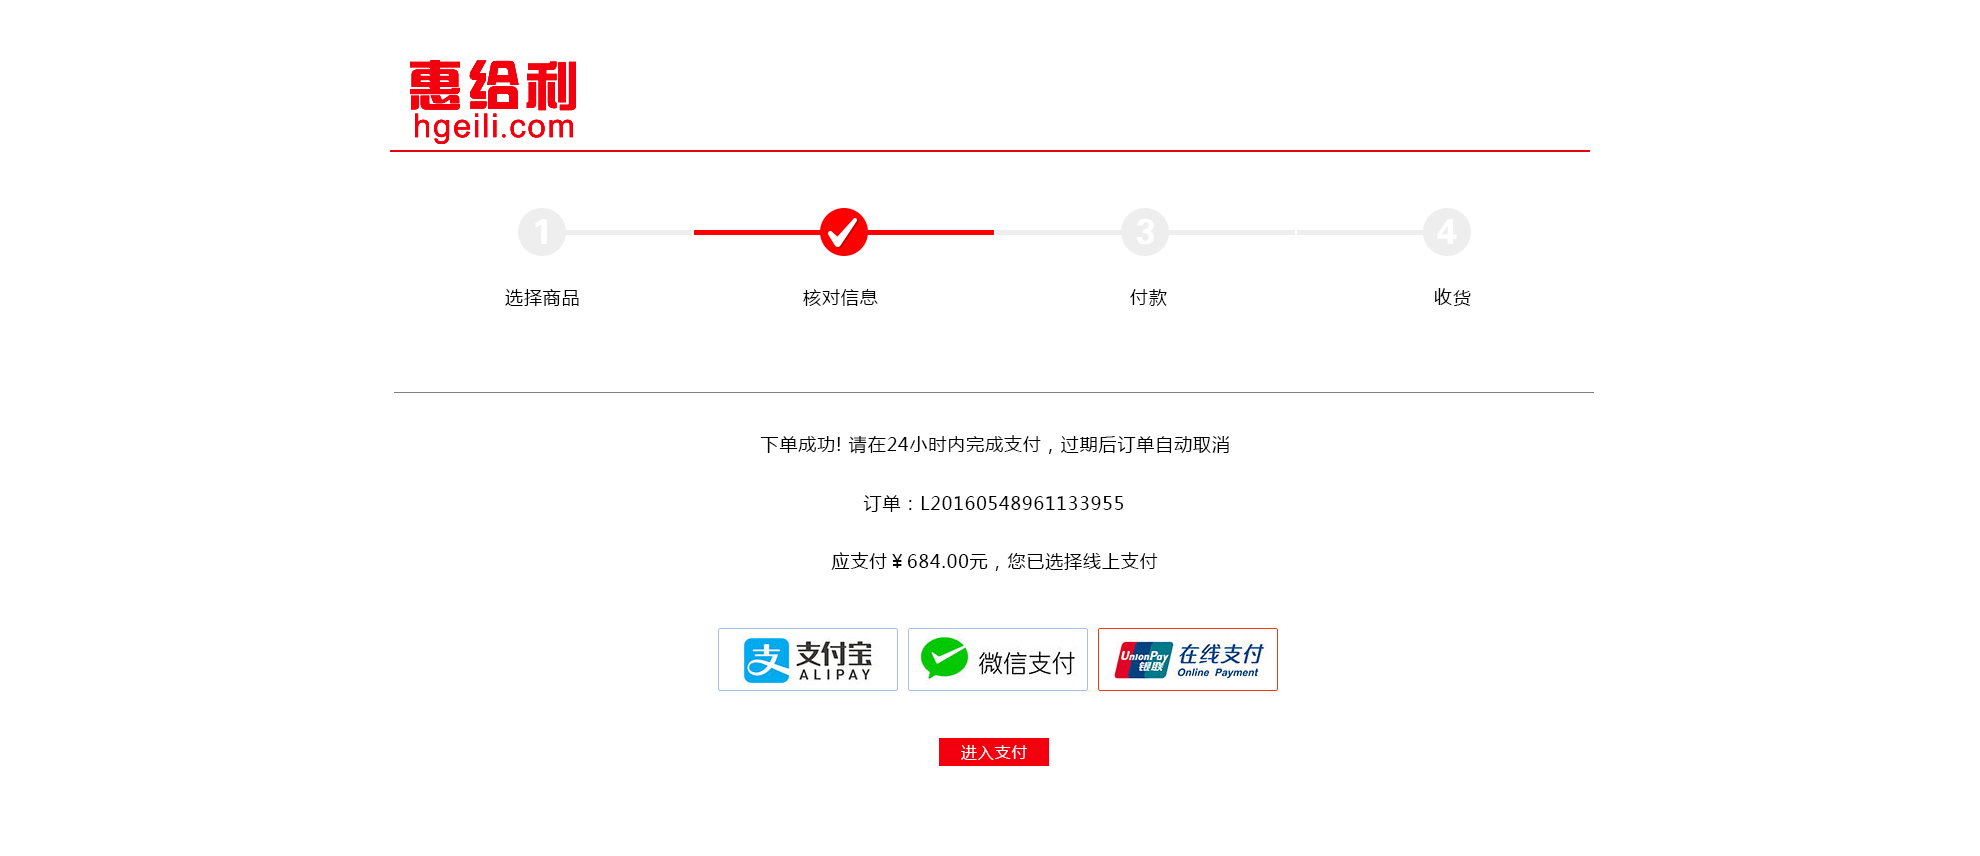 惠给利
hgeili.com
1
3
4
选择商品
核对信息
付款
收货
下单成功! 请在24小时内完成支付，过期后订单自动取消
订单：L20160548961133955
应支付¥684.00元，您已选择线上支付
支 支付宝
ALIPAY
微信支付
UnionPay
银联
在线支付
Online Payment
进入支付